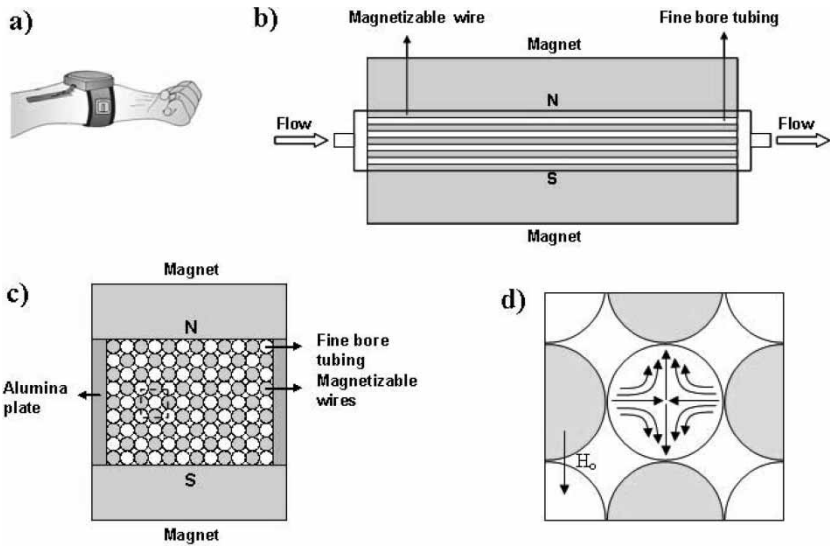 a)
b)
Magnetizable wire
Fine bore tubing
Magnet
N
Flow
Flow
S
Magnet
c)
Magnet
N
Fine bore
tubing
Magnetizable
wires
Alumina
plate
S
Magnet
d)
H₀